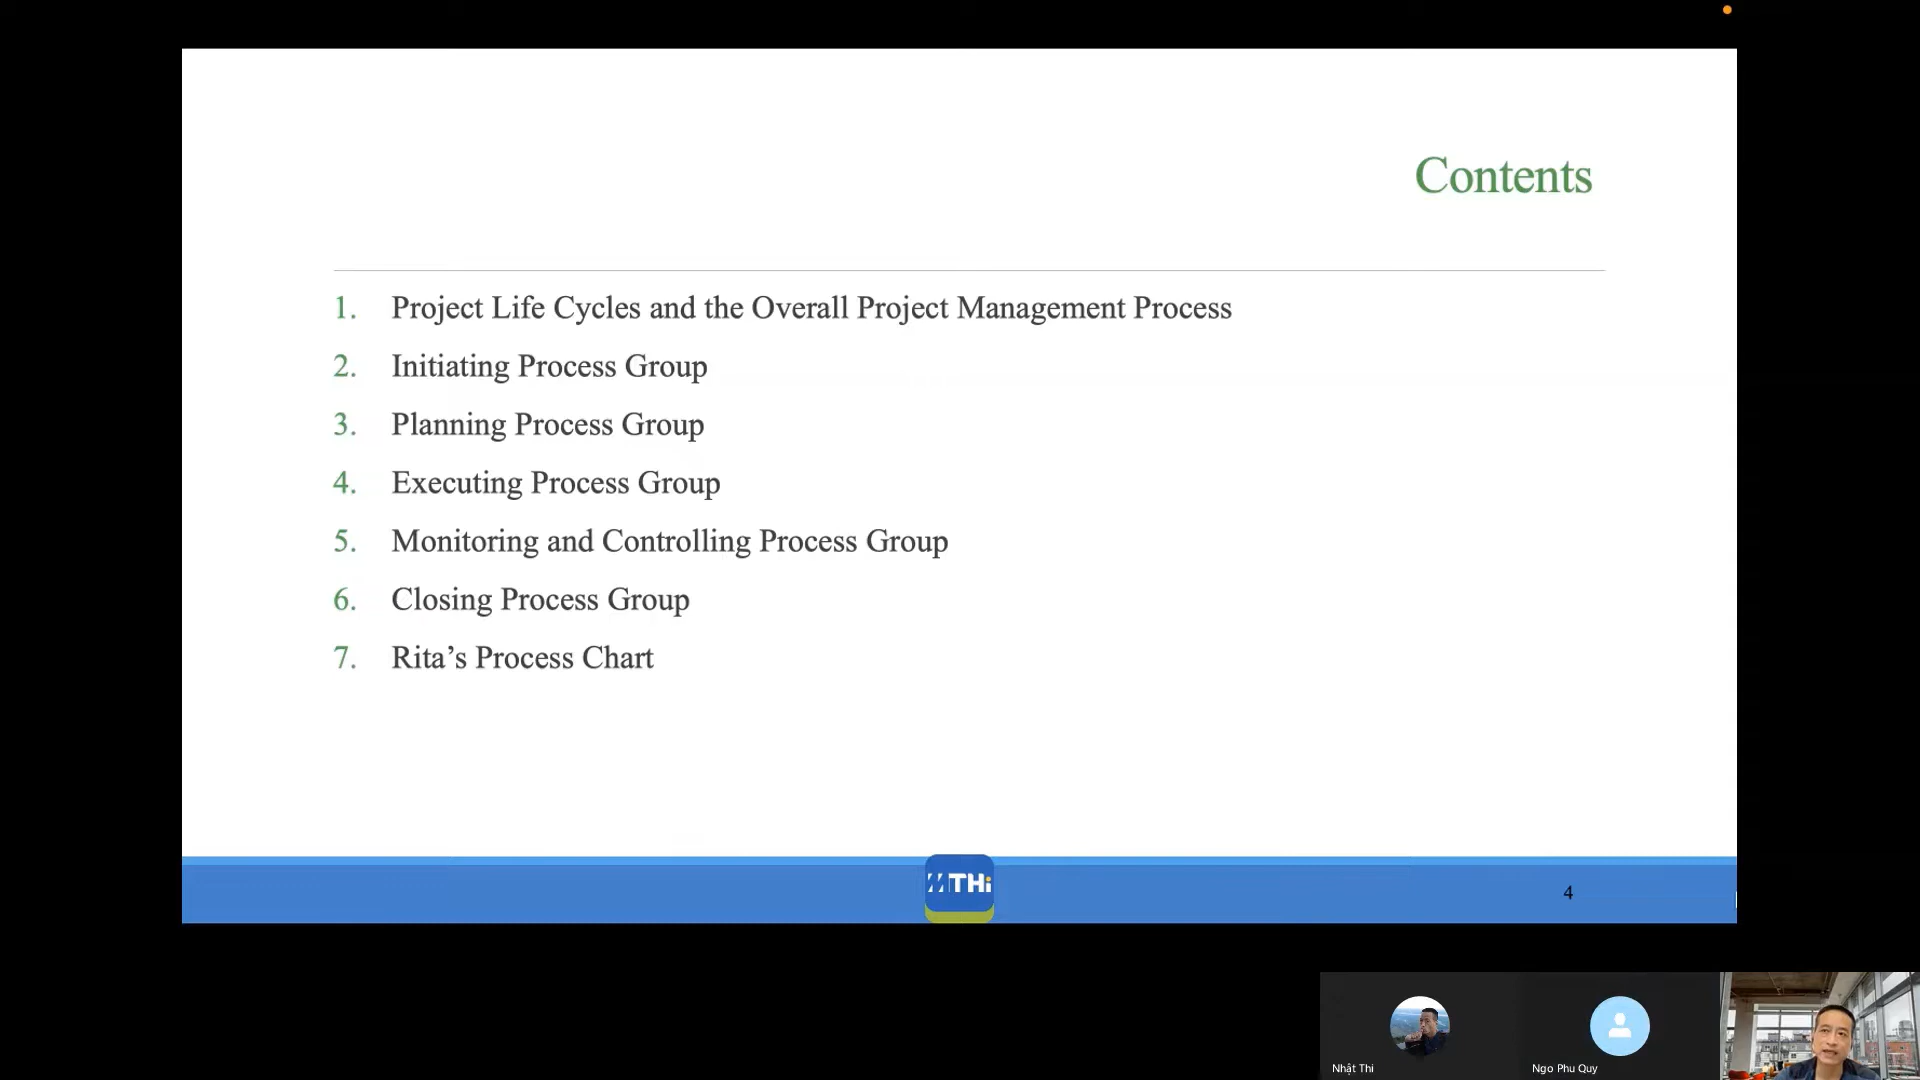 Contents
1. Project Life Cycles and the Overall Project Management Process
2. Initiating Process Group
3. Planning Process Group
4. Executing Process Group
5. Monitoring and Controlling Process Group
6. Closing Process Group
7. Rita’s Process Chart
MTHi
4
Nhật Thi
Ngo Phu Quy